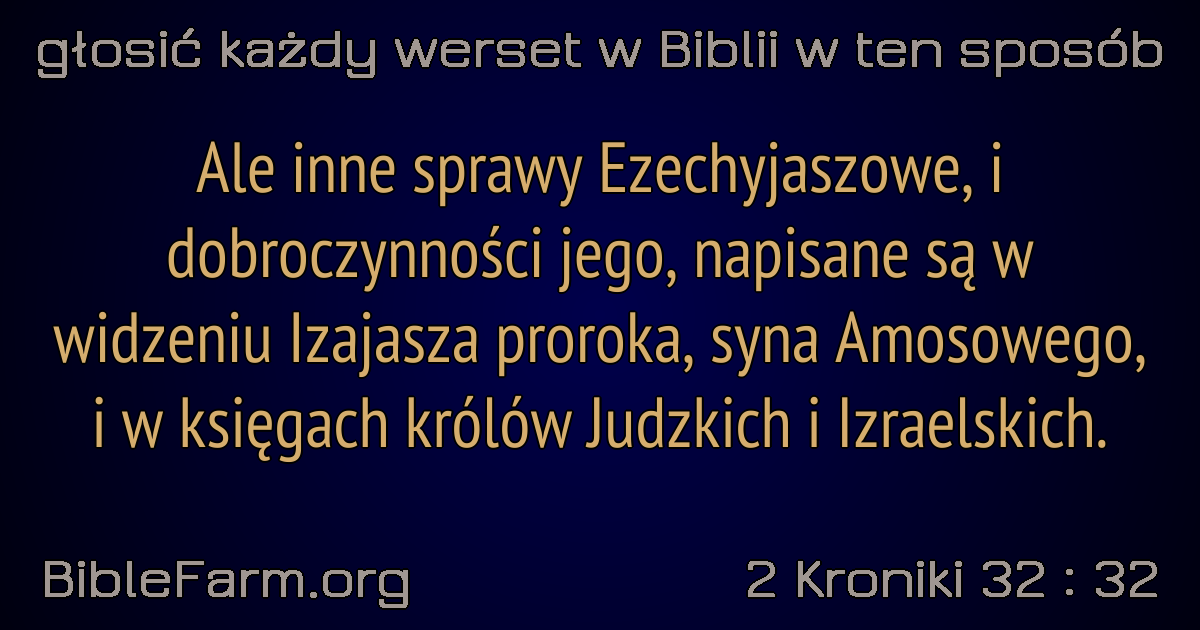 głosić każdy werset w Biblii w ten sposób
Ale inne sprawy Ezechyjaszowe, i
dobroczynności jego, napisane są w
widzeniu Izajasza proroka, syna Amosowego,
i w księgach królów Judzkich i Izraelskich.
BibleFarm.org
2 Kroniki 32 : 32